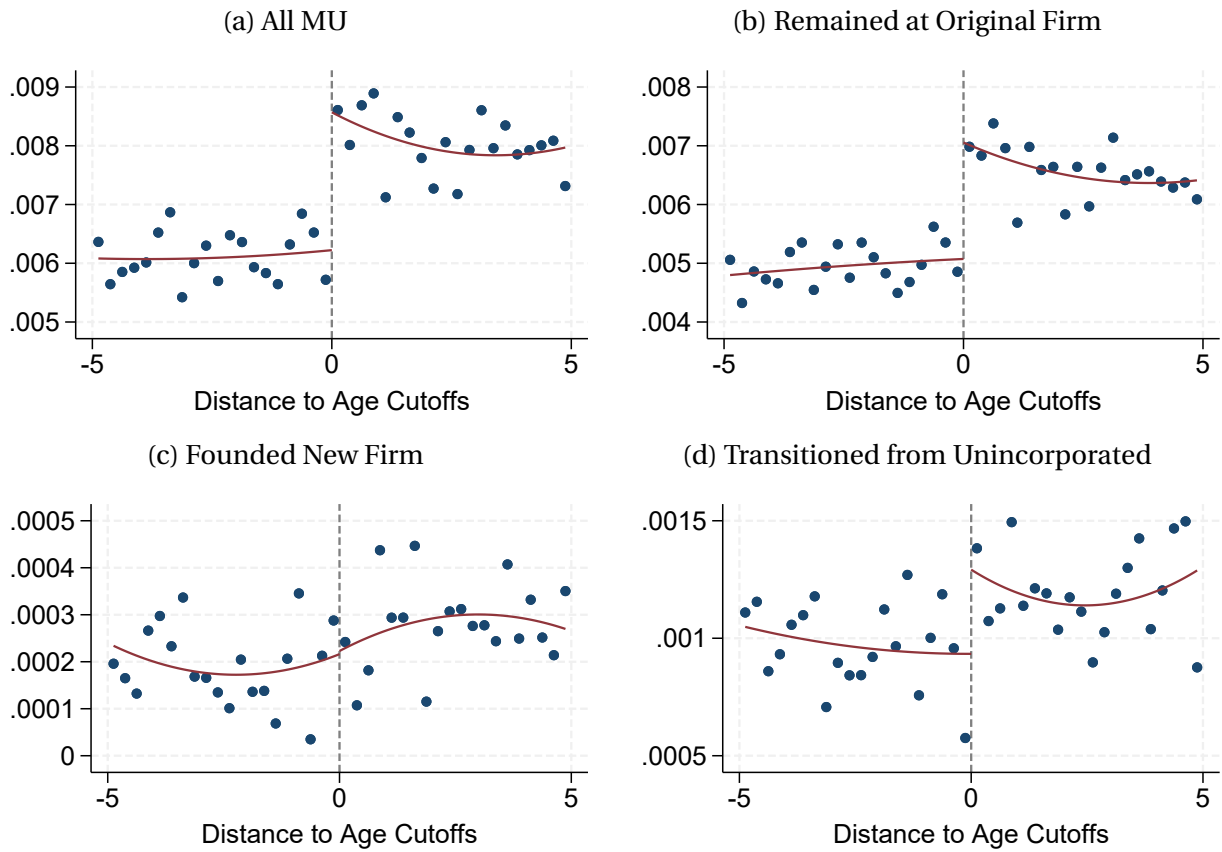 (a) All MU
.009
.008
.007
.006
.005
-5 0 5
Distance to Age Cutoffs
(b) Remained at Original Firm
.008
.007
.006
.005
.004
-5 0 5
Distance to Age Cutoffs
(c) Founded New Firm
.0005
.0004
.0003
.0002
.0001
0
-5 0 5
Distance to Age Cutoffs
(d) Transitioned from Unincorporated
.0015
.001
.0005
-5 0 5
Distance to Age Cutoffs